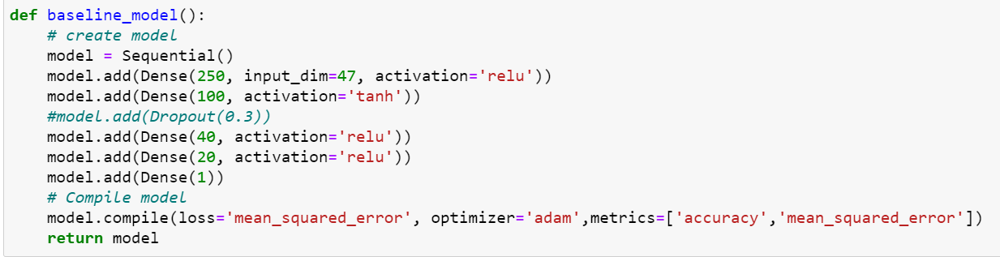 def baseline_model():
    # create model
    model = Sequential()
    model.add(Dense(250, input_dim=47, activation='relu'))
    model.add(Dense(100, activation='tanh'))
    #model.add(Dropout(0.3))
    model.add(Dense(40, activation='relu'))
    model.add(Dense(20, activation='relu'))
    model.add(Dense(1))
    # Compile model
    model.compile(loss='mean_squared_error', optimizer='adam',metrics=['accuracy','mean_squared_error'])
    return model